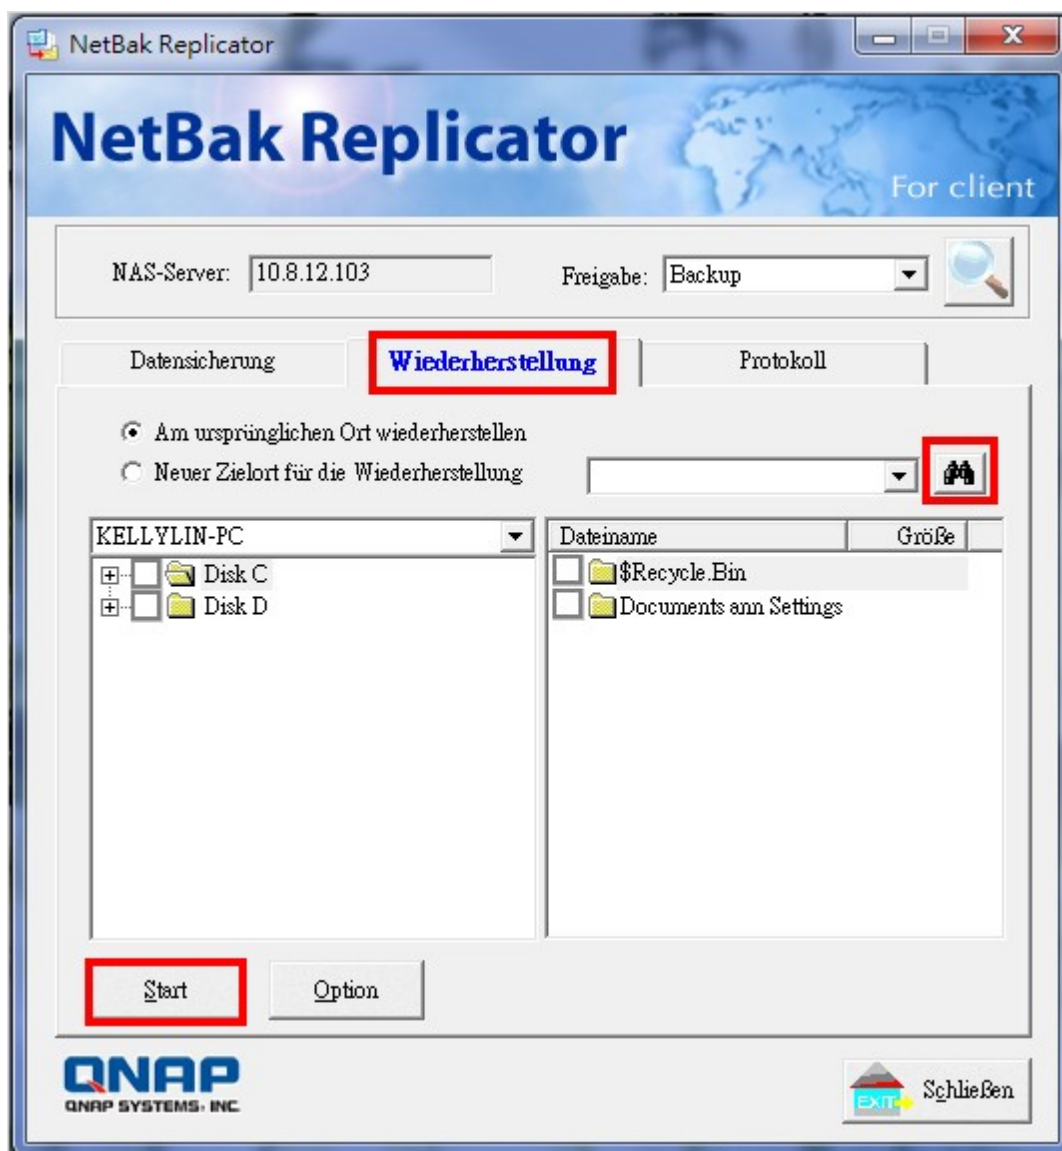 NetBak Replicator
NetBak Replicator
For client
NAS-Server: 10.8.12.103 Freigabe: Backup
Datensicherung Wiederherstellung Protokoll
Am ursprünglichen Ort wiederherstellen
Neuer Zielort für die Wiederherstellung
KELLYLIN-PC Dateiname Größe
Disk C $Recycle.Bin
Disk D Documents ann Settings
Start Option
QNAP
QNAP SYSTEMS, INC.
EXIT Schließen